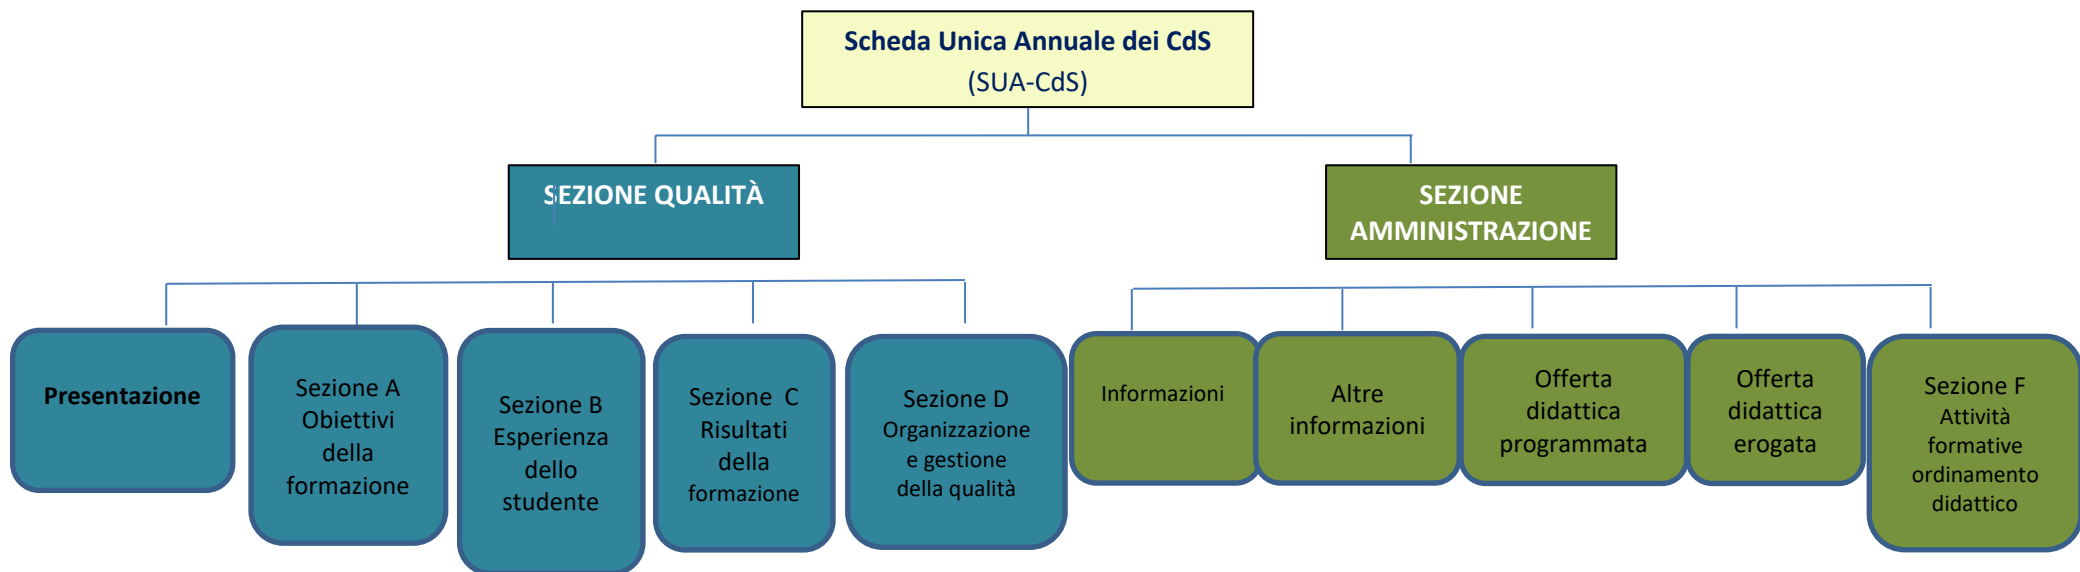 Scheda Unica Annuale dei CdS
(SUA-CdS)
SEZIONE QUALITÀ
SEZIONE
AMMINISTRAZIONE
Presentazione
Sezione A
Obiettivi
della
formazione
Sezione B
Esperienza
dello
studente
Sezione C
Risultati
della
formazione
Sezione D
Organizzazione
e gestione
della qualità
Informazioni
Altre
informazioni
Offerta
didattica
programmata
Offerta
didattica
erogata
Sezione F
Attività
formative
ordinamento
didattico